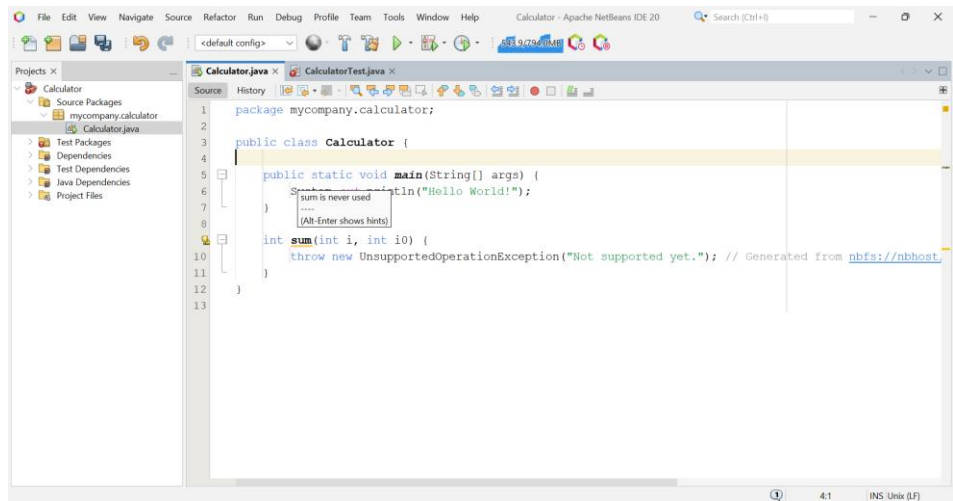 File Edit View Navigate Source Refactor Run Debug Profile Team Tools Window Help Calculator - Apache NetBeans IDE 20 Search (Ctrl+I)
<default config>
Projects
Calculator
Source Packages
mycompany.calculator
Calculator.java
Test Packages
Dependencies
Test Dependencies
Java Dependencies
Project Files
Calculator.java CalculatorTest.java
Source History
1 package mycompany.calculator;
2
3 public class Calculator {
4
5 public static void main(String[] args) {
6 ln("Hello World!");
sum is never used
----
(Alt-Enter shows hints)
7 }
8
int sum(int i, int i0) {
10 throw new UnsupportedOperationException("Not supported yet."); // Generated from nbfs://nbhost.
11 }
12 }
13
1 4:1 INS Unix (LF)